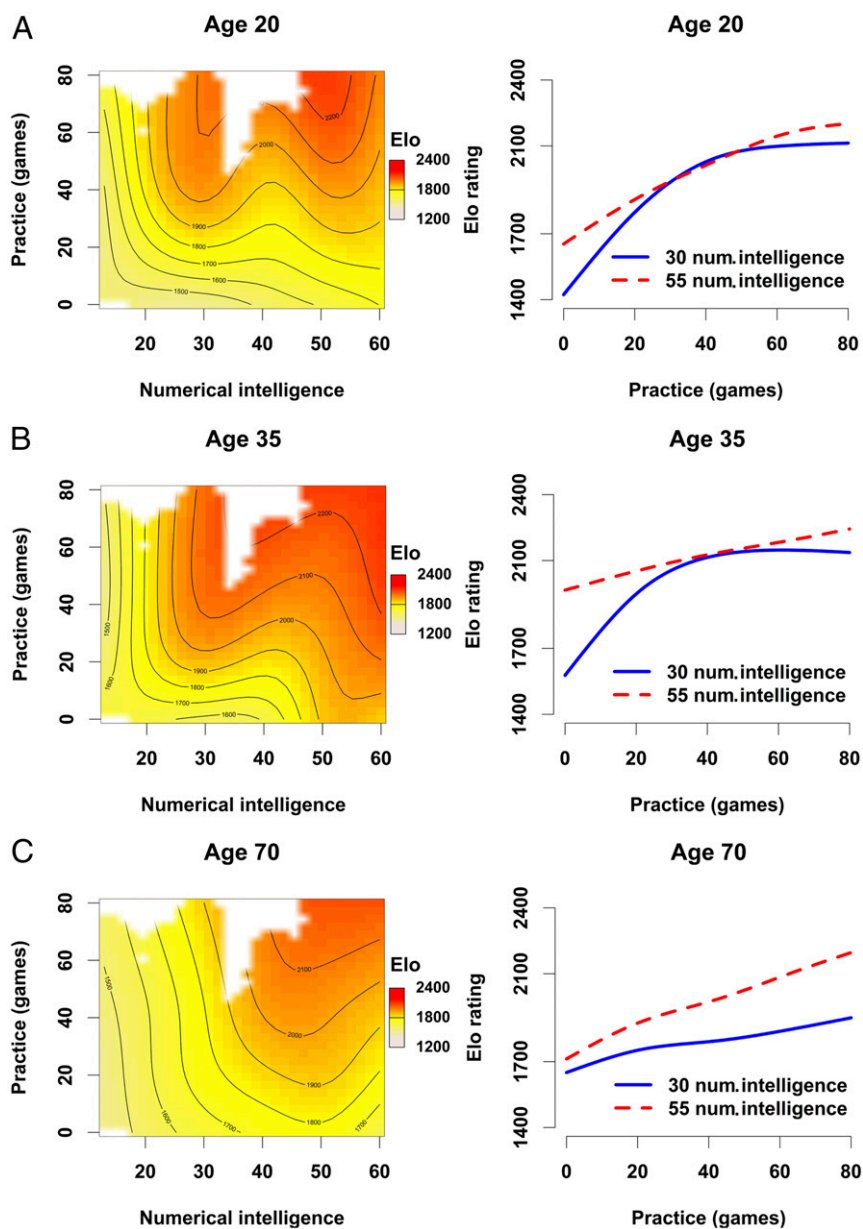 A
Age 20
Age 20
80
60
40
20
0
Practice (games)
2200
2000
1900
1800
1700
1600
1500
20 30 40 50 60
Numerical intelligence
Elo
2400
1800
1200
Elo rating
2400
2100
1700
1400
30 num.intelligence
55 num.intelligence
0 20 40 60 80
Practice (games)
B
Age 35
Age 35
80
60
40
20
0
Practice (games)
2200
2100
2000
1900
1800
1700
1600
1500
1600
20 30 40 50 60
Numerical intelligence
Elo
2400
1800
1200
Elo rating
2400
2100
1700
1400
30 num.intelligence
55 num.intelligence
0 20 40 60 80
Practice (games)
C
Age 70
Age 70
80
60
40
20
0
Practice (games)
1500
2100
2000
1900
1800
1600
1700
1700
20 30 40 50 60
Numerical intelligence
Elo
2400
1800
1200
Elo rating
2400
2100
1700
1400
30 num.intelligence
55 num.intelligence
0 20 40 60 80
Practice (games)